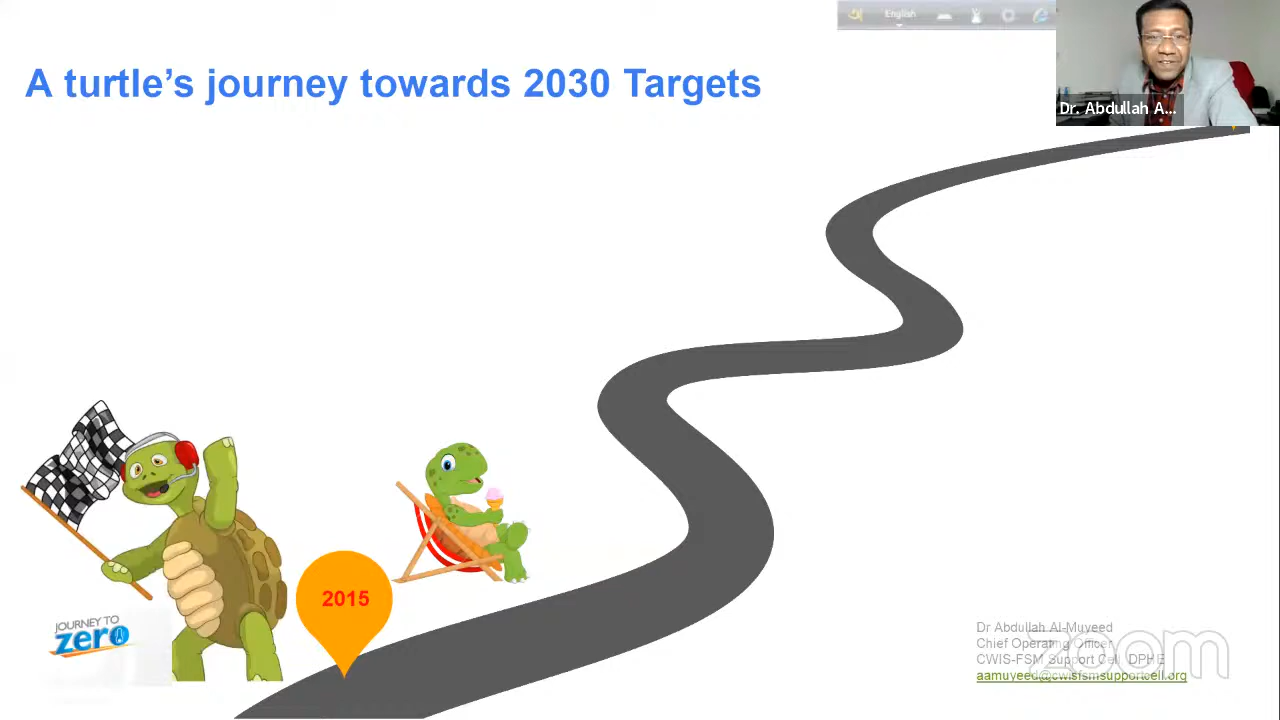 English
A turtle’s journey towards 2030 Targets
Dr. Abdullah A...
2015
JOURNEY TO
zero
Dr Abdullah Al-Muyeed
Chief Operating Officer
CWIS-FSM Support Cell, DPHE
aamuyeed@cwisfsmsupportcell.org
zoom